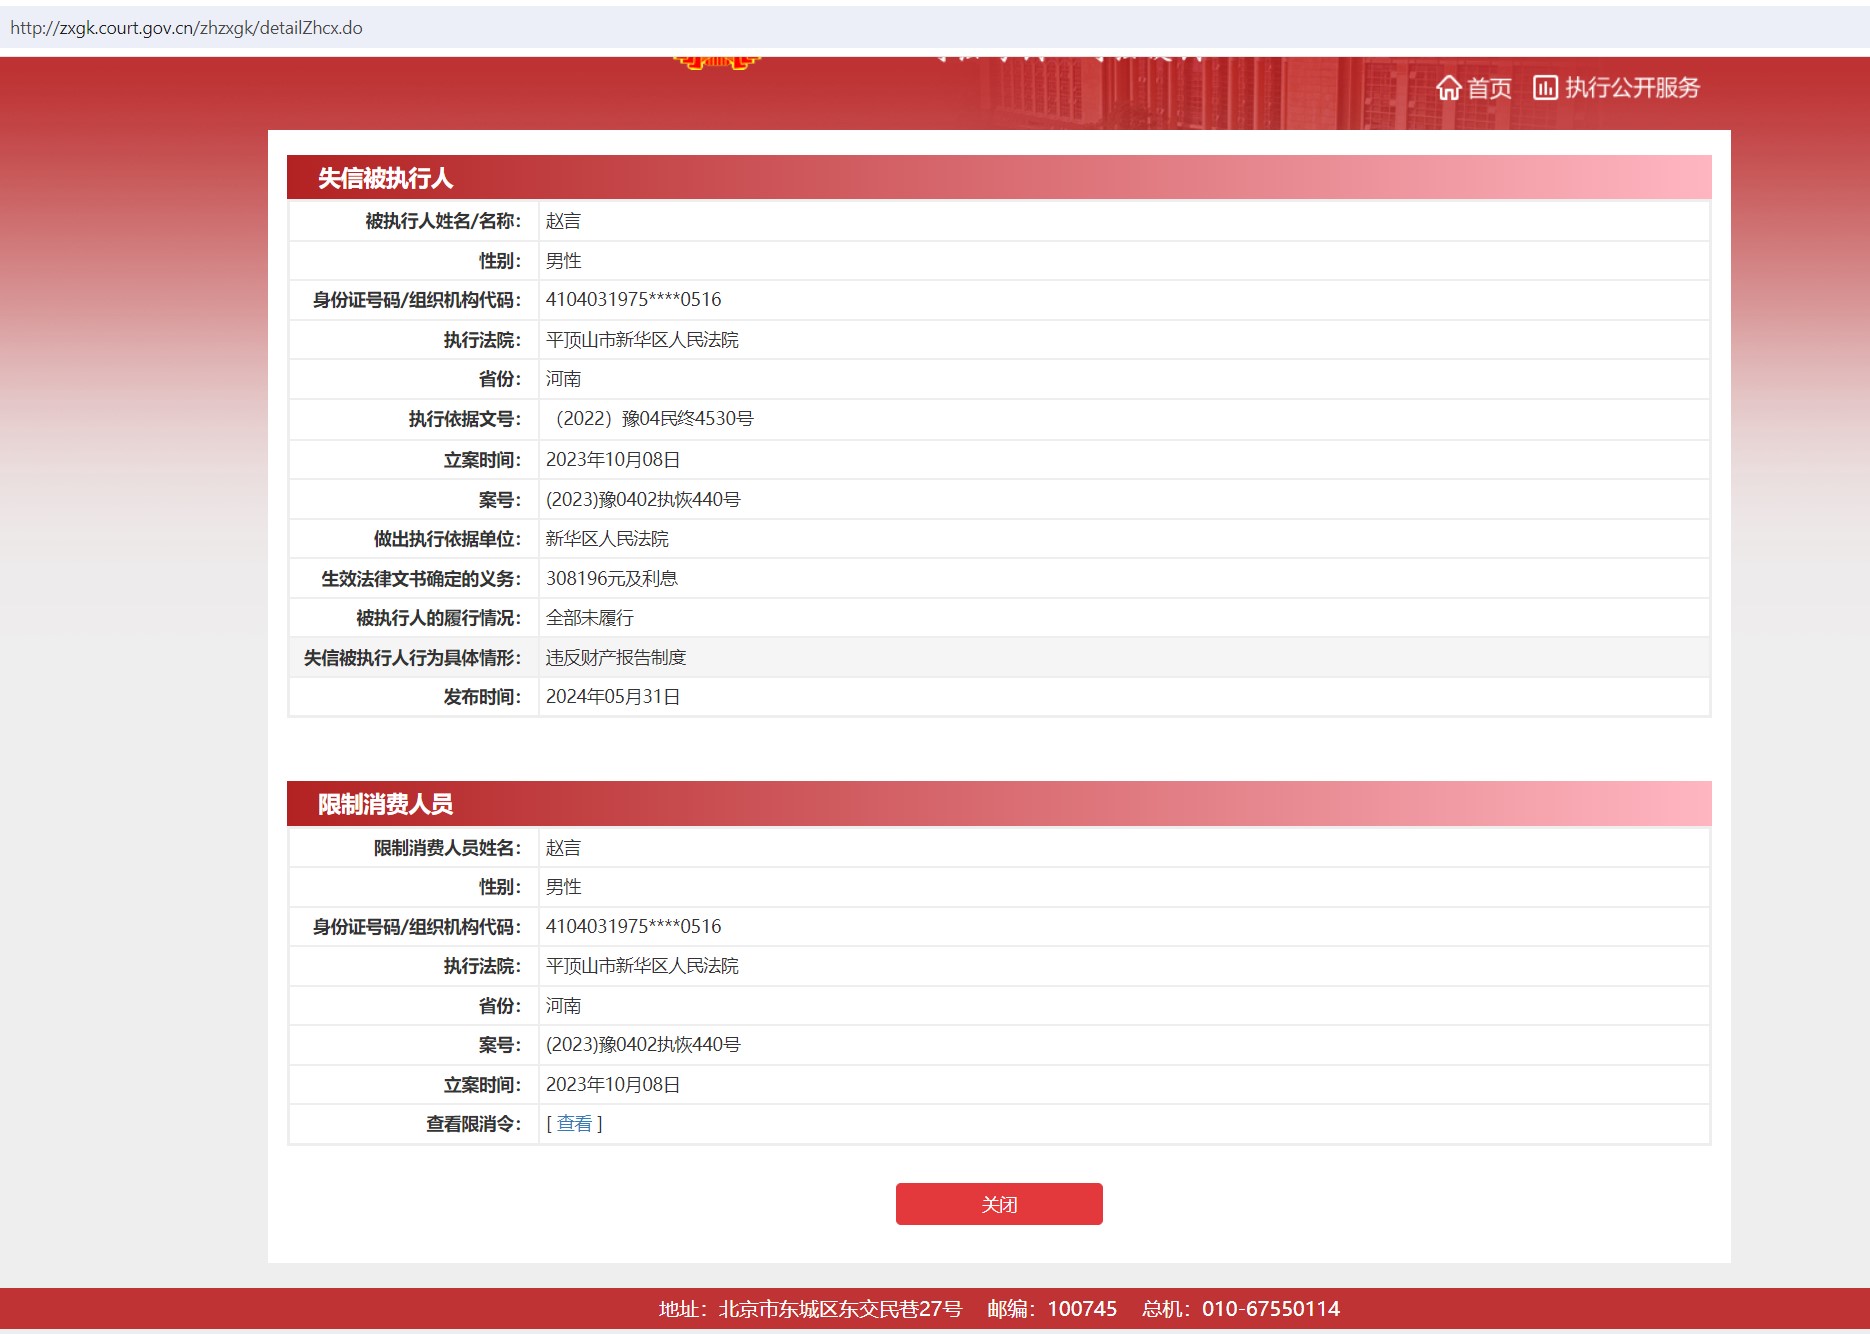 http://zxgk.court.gov.cn/zhzxgk/detailZhcx.do
首页 执行公开服务
失信被执行人
被执行人姓名/名称： 赵言
性别： 男性
身份证号码/组织机构代码： 4104031975****0516
执行法院： 平顶山市新华区人民法院
省份： 河南
执行依据文号： （2022）豫04民终4530号
立案时间： 2023年10月08日
案号： (2023)豫0402执恢440号
做出执行依据单位： 新华区人民法院
生效法律文书确定的义务： 308196元及利息
被执行人的履行情况： 全部未履行
失信被执行人行为具体情形： 违反财产报告制度
发布时间： 2024年05月31日
限制消费人员
限制消费人员姓名： 赵言
性别： 男性
身份证号码/组织机构代码： 4104031975****0516
执行法院： 平顶山市新华区人民法院
省份： 河南
案号： (2023)豫0402执恢440号
立案时间： 2023年10月08日
查看限消令： [ 查看 ]
关闭
地址：北京市东城区东交民巷27号 邮编：100745 总机：010-67550114